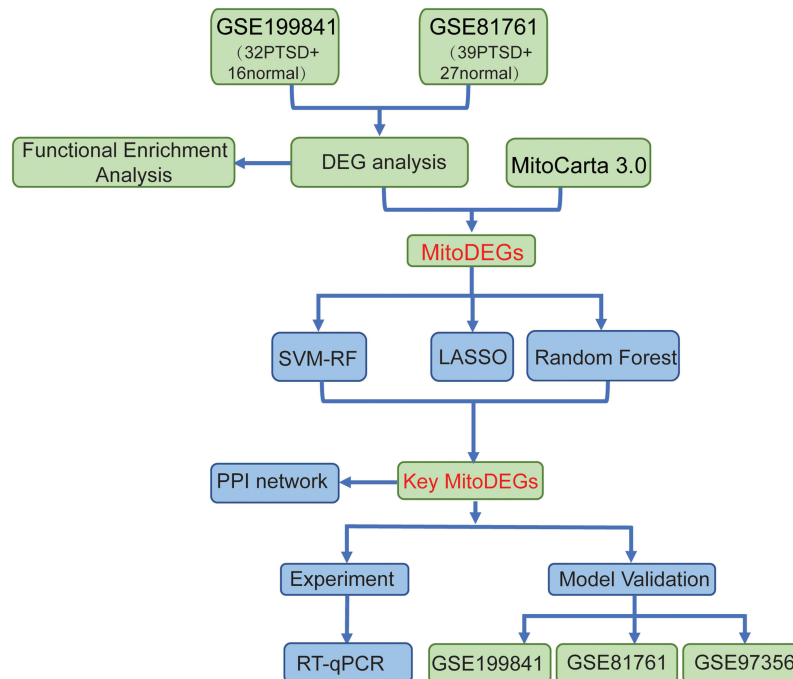 GSE199841
（32PTSD+
16normal）
GSE81761
（39PTSD+
27normal）
Functional Enrichment
Analysis
DEG analysis
MitoCarta 3.0
MitoDEGs
SVM-RF
LASSO
Random Forest
PPI network
Key MitoDEGs
Experiment
Model Validation
RT-qPCR
GSE199841
GSE81761
GSE97356